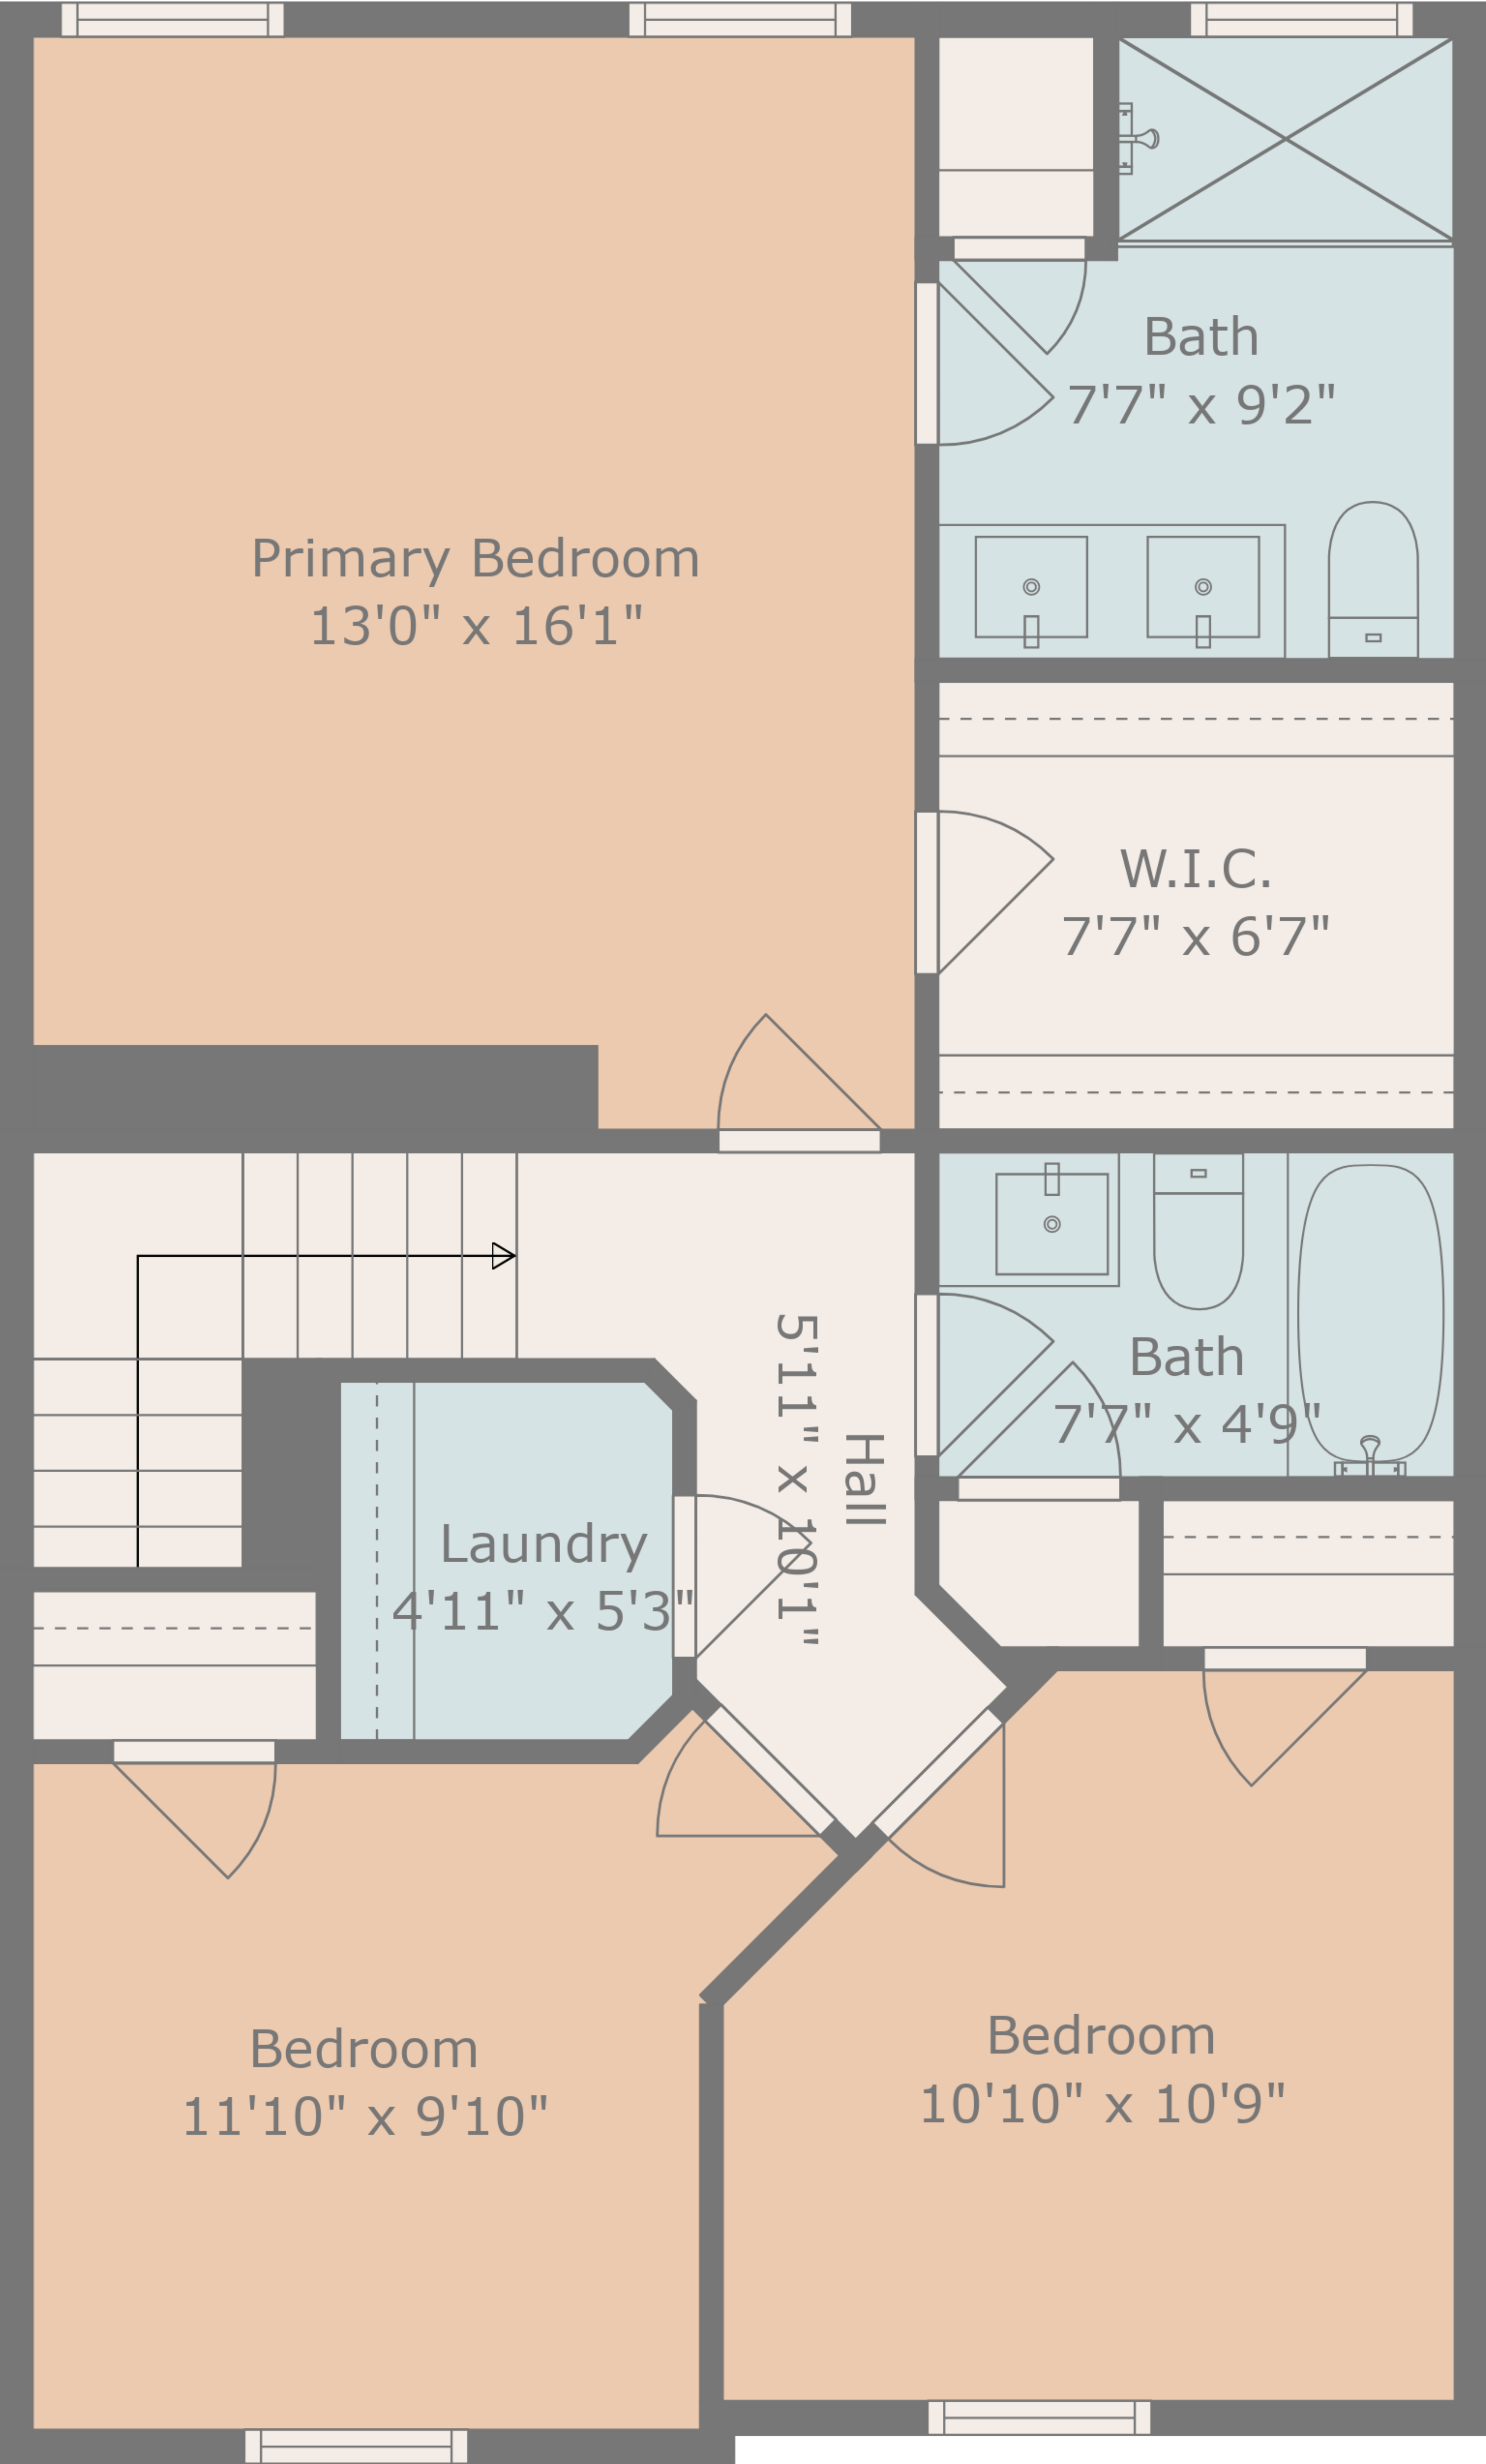 Bath
7'7" x 9'2"
Primary Bedroom
13'0" x 16'1"
W.I.C.
7'7" x 6'7"
Bath
7'7" x 4'9"
Hall
5'11" x 10'1"
Laundry
4'11" x 5'3"
Bedroom
11'10" x 9'10"
Bedroom
10'10" x 10'9"